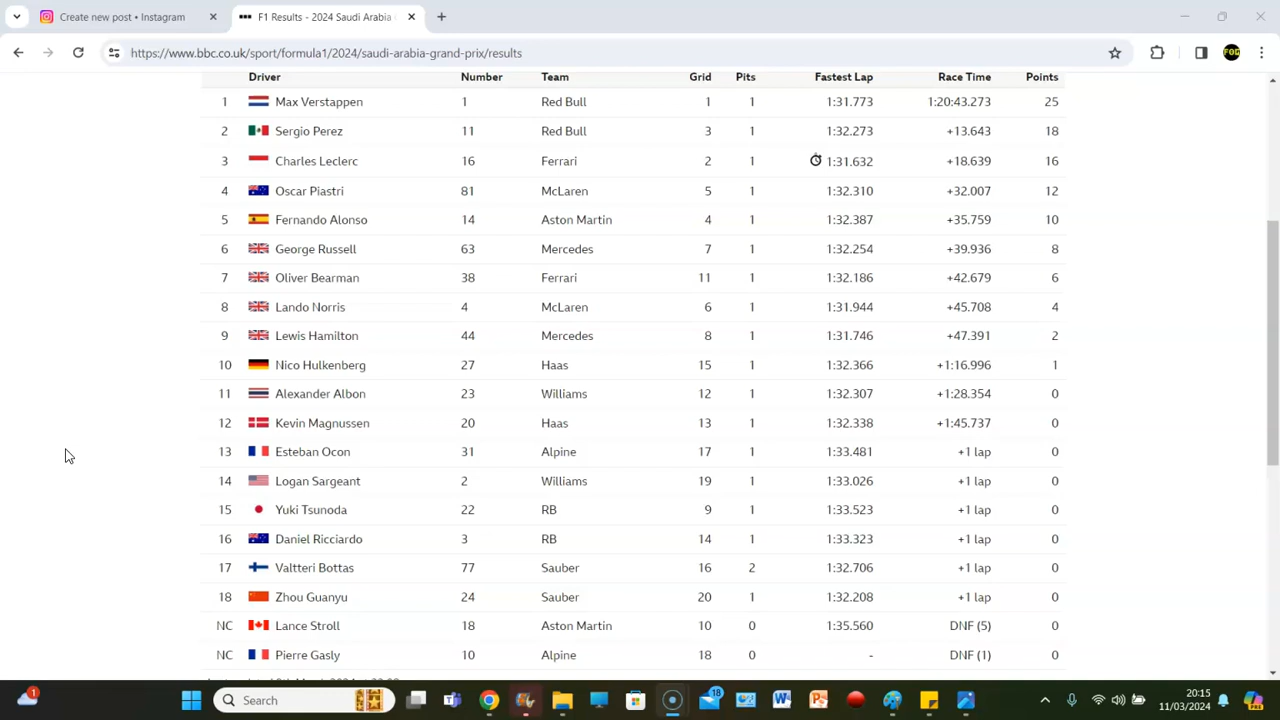 Create new post • Instagram
F1 Results - 2024 Saudi Arabia
https://www.bbc.co.uk/sport/formula1/2024/saudi-arabia-grand-prix/results
Driver Number Team Grid Pits Fastest Lap Race Time Points
1 Max Verstappen 1 Red Bull 1 1 1:31.773 1:20:43.273 25
2 Sergio Perez 11 Red Bull 3 1 1:32.273 +13.643 18
3 Charles Leclerc 16 Ferrari 2 1 1:31.632 +18.639 16
4 Oscar Piastri 81 McLaren 5 1 1:32.310 +32.007 12
5 Fernando Alonso 14 Aston Martin 4 1 1:32.387 +35.759 10
6 George Russell 63 Mercedes 7 1 1:32.254 +39.936 8
7 Oliver Bearman 38 Ferrari 11 1 1:32.186 +42.679 6
8 Lando Norris 4 McLaren 6 1 1:31.944 +45.708 4
9 Lewis Hamilton 44 Mercedes 8 1 1:31.746 +47.391 2
10 Nico Hulkenberg 27 Haas 15 1 1:32.366 +1:16.996 1
11 Alexander Albon 23 Williams 12 1 1:32.307 +1:28.354 0
12 Kevin Magnussen 20 Haas 13 1 1:32.338 +1:45.737 0
13 Esteban Ocon 31 Alpine 17 1 1:33.481 +1 lap 0
14 Logan Sargeant 2 Williams 19 1 1:33.026 +1 lap 0
15 Yuki Tsunoda 22 RB 9 1 1:33.523 +1 lap 0
16 Daniel Ricciardo 3 RB 14 1 1:33.323 +1 lap 0
17 Valtteri Bottas 77 Sauber 16 2 1:32.706 +1 lap 0
18 Zhou Guanyu 24 Sauber 20 1 1:32.208 +1 lap 0
NC Lance Stroll 18 Aston Martin 10 0 1:35.560 DNF (5) 0
NC Pierre Gasly 10 Alpine 18 0 - DNF (1) 0
1 Search 18 20:15
11/03/2024